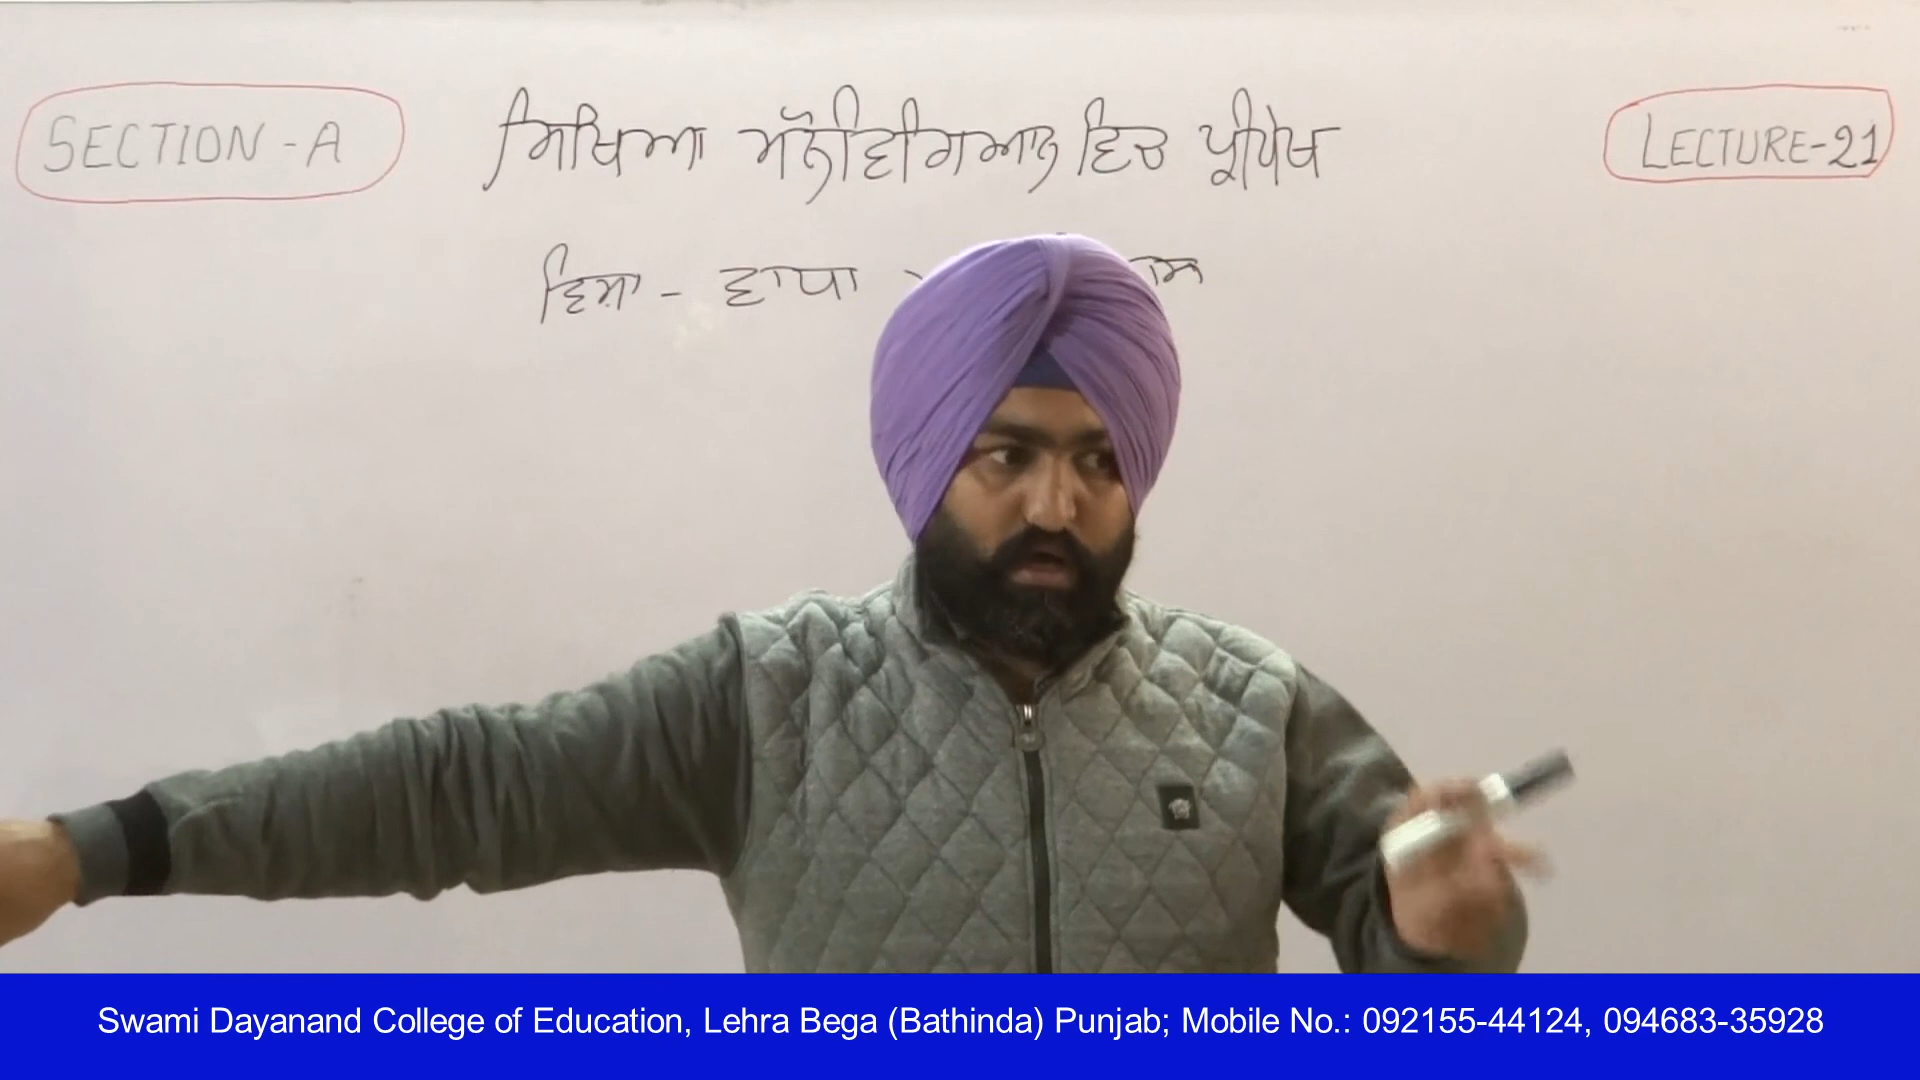 SECTION - A
ਸਿਖਿਆ ਮਨੋਵਿਗਿਆਨ ਵਿਚ ਪ੍ਰੀਪੇਖ
LECTURE-21
ਵਿਸ਼ਾ - ਵਾਧਾ
Swami Dayanand College of Education, Lehra Bega (Bathinda) Punjab; Mobile No.: 092155-44124, 094683-35928